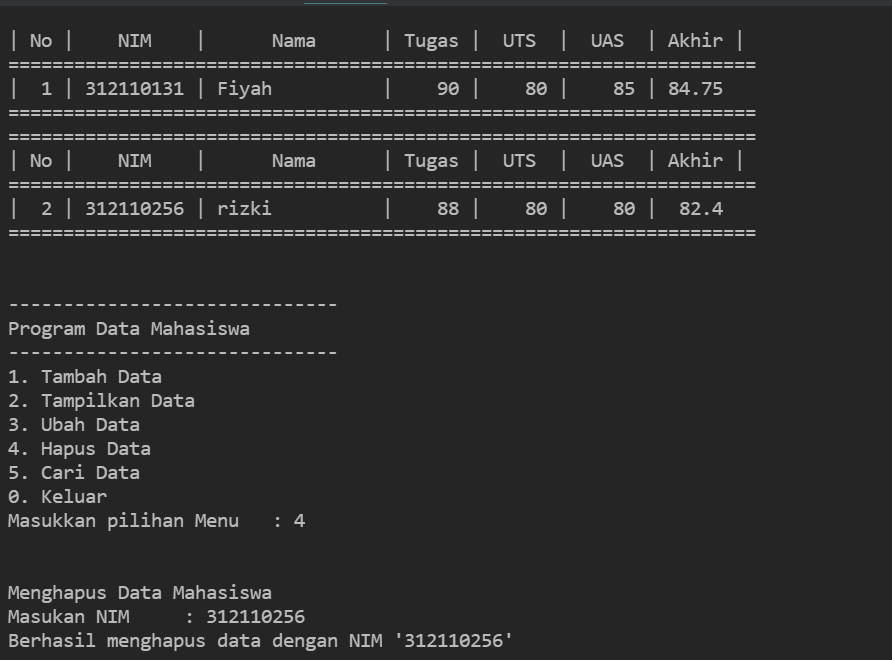 | No |    NIM    |      Nama      | Tugas |  UTS  |  UAS  | Akhir |
====================================================================
|  1 | 312110131 | Fiyah          |    90 |    80 |    85 | 84.75
====================================================================
====================================================================
| No |    NIM    |      Nama      | Tugas |  UTS  |  UAS  | Akhir |
====================================================================
|  2 | 312110256 | rizki          |    88 |    80 |    80 |  82.4
====================================================================
------------------------------
Program Data Mahasiswa
------------------------------
1. Tambah Data
2. Tampilkan Data
3. Ubah Data
4. Hapus Data
5. Cari Data
0. Keluar
Masukkan pilihan Menu   : 4
Menghapus Data Mahasiswa
Masukan NIM     : 312110256
Berhasil menghapus data dengan NIM '312110256'